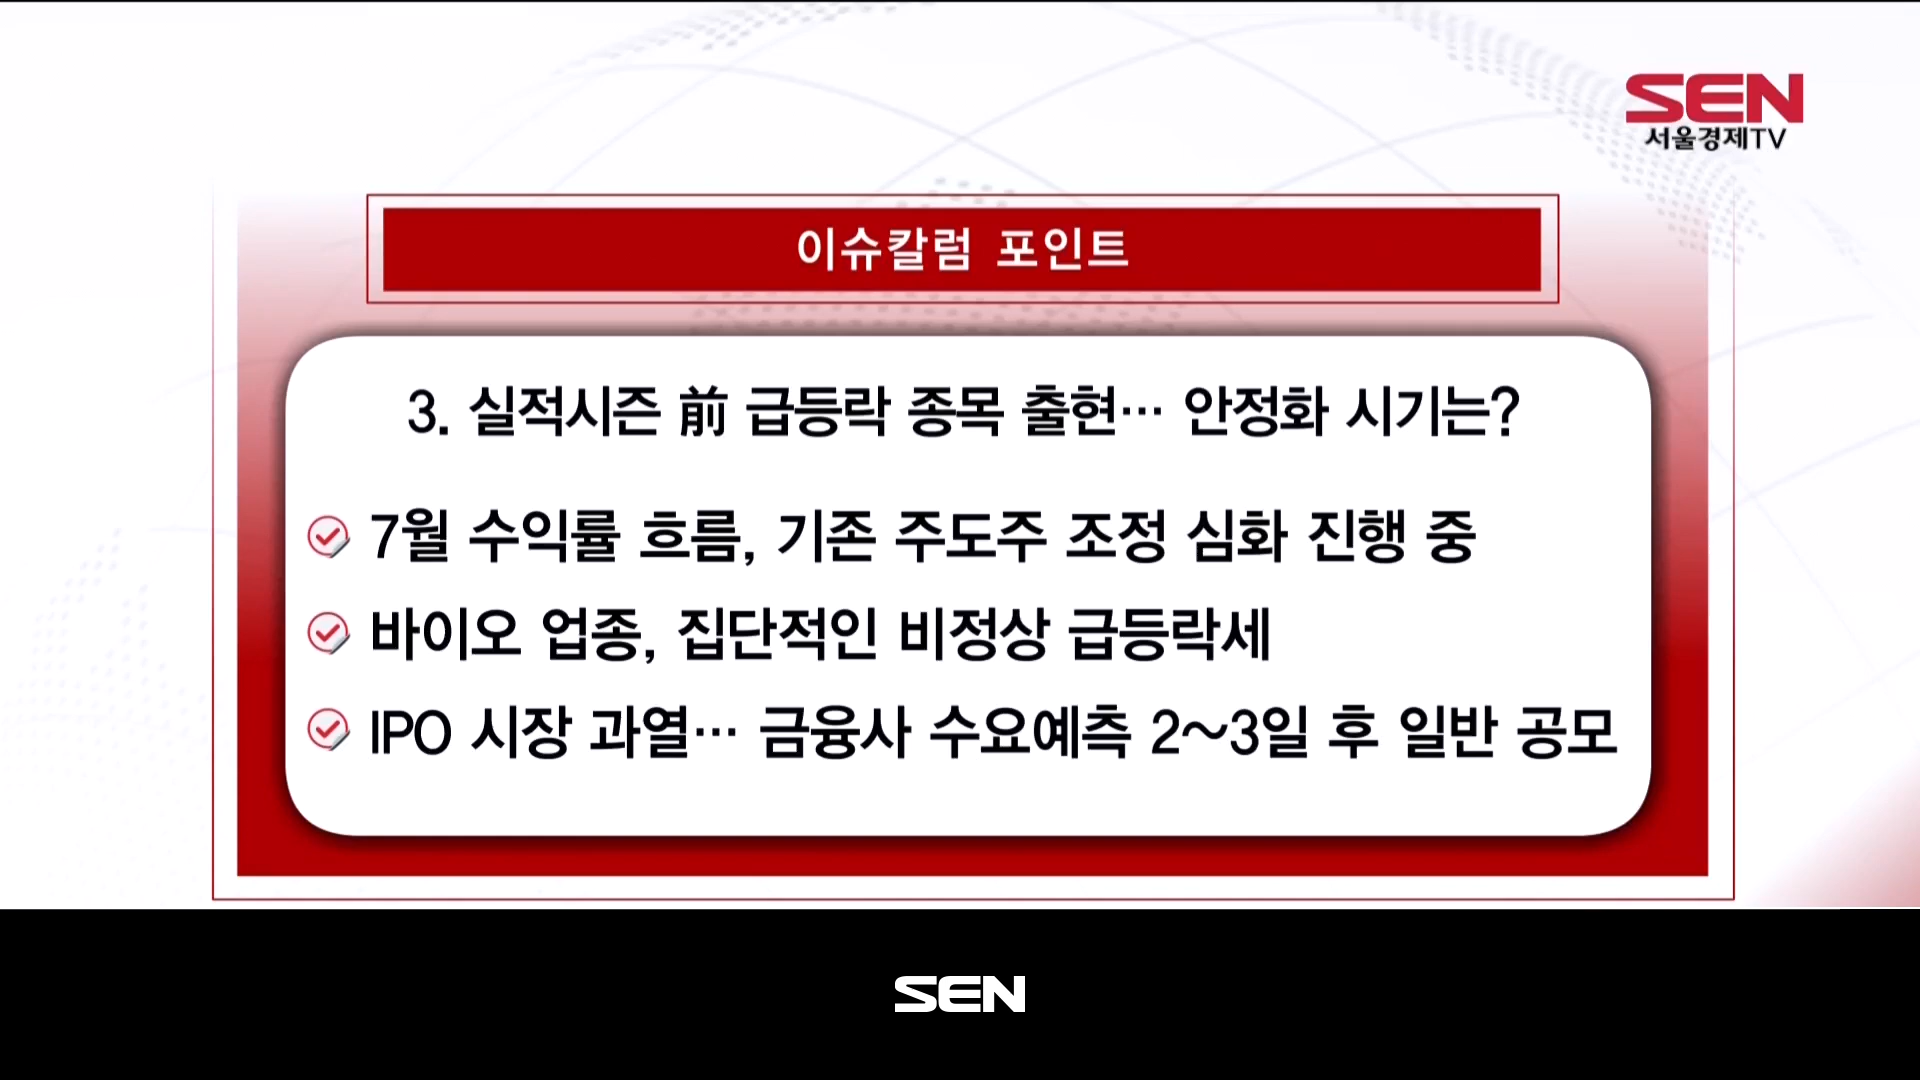 SEN
서울경제TV
이슈칼럼 포인트
3. 실적시즌 前 급등락 종목 출현… 안정화 시기는?
7월 수익률 흐름, 기존 주도주 조정 심화 진행 중
바이오 업종, 집단적인 비정상 급등락세
IPO 시장 과열… 금융사 수요예측 2~3일 후 일반 공모
SEN